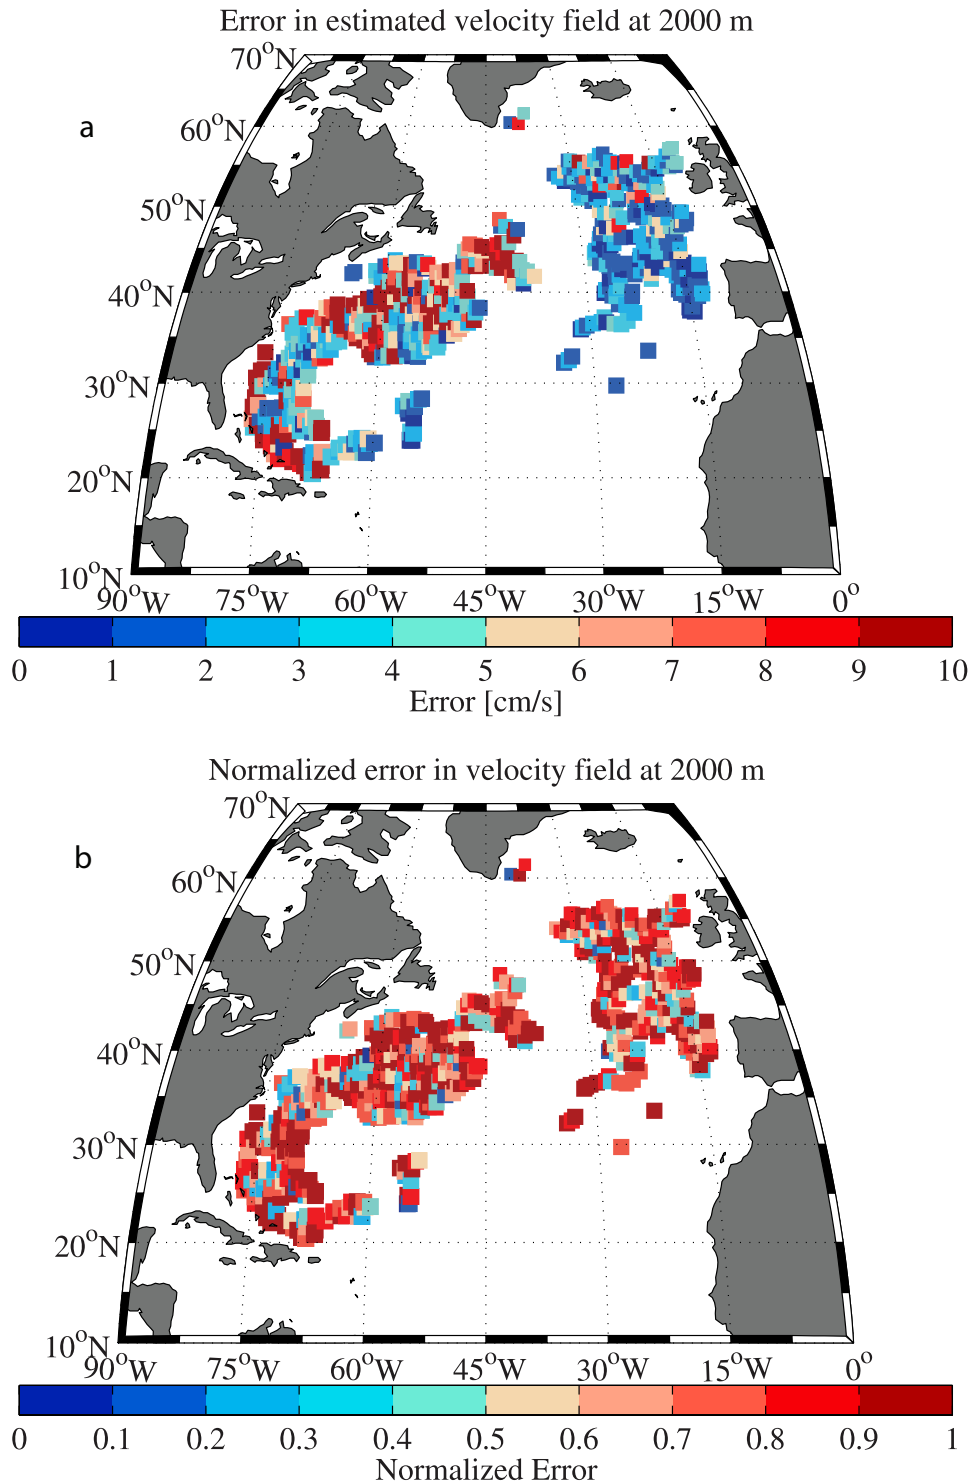 Error in estimated velocity field at 2000 m
a
70°N
60°N
50°N
40°N
30°N
20°N
10°N
90°W 75°W 60°W 45°W 30°W 15°W 0°
0 1 2 3 4 5 6 7 8 9 10
Error [cm/s]
Normalized error in velocity field at 2000 m
b
70°N
60°N
50°N
40°N
30°N
20°N
10°N
90°W 75°W 60°W 45°W 30°W 15°W 0°
0 0.1 0.2 0.3 0.4 0.5 0.6 0.7 0.8 0.9 1
Normalized Error